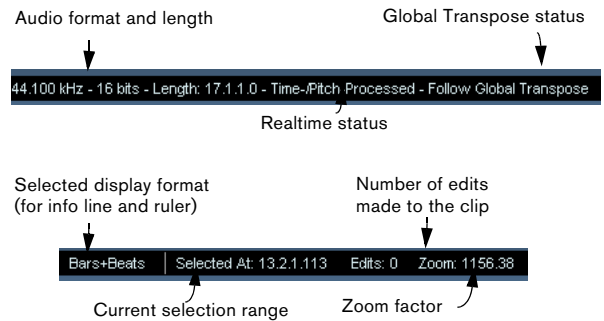 Audio format and length
Global Transpose status
44.100 kHz - 16 bits - Length: 17.1.1.0 - Time-/Pitch Processed - Follow Global Transpose
Realtime status
Selected display format
(for info line and ruler)
Number of edits
made to the clip
Bars+Beats Selected At: 13.2.1.113 Edits: 0 Zoom: 1156.38
Current selection range
Zoom factor